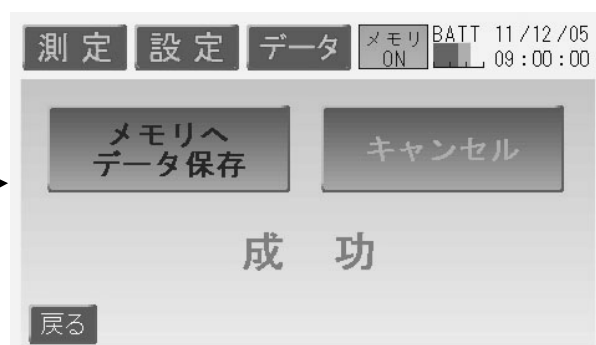 測定 設定 データ メモリ BATT 11/12/05
ON 09:00:00
メモリへ キャンセル
データ保存
成 功
戻る